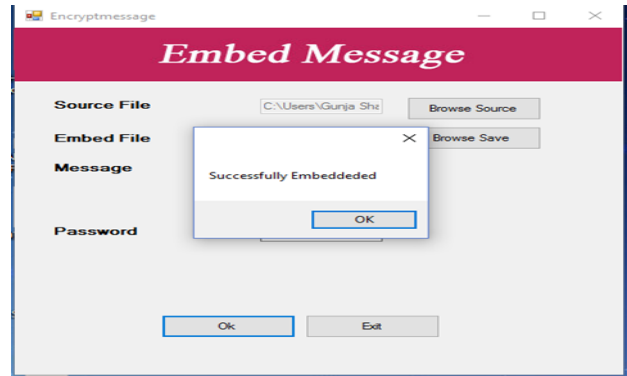 Encryptmessage
Embed Message
Source File
C:\Users\Gunja Sha
Browse Source
Embed File
Browse Save
Message
Successfully Embeddeded
OK
Password
Ok
Exit